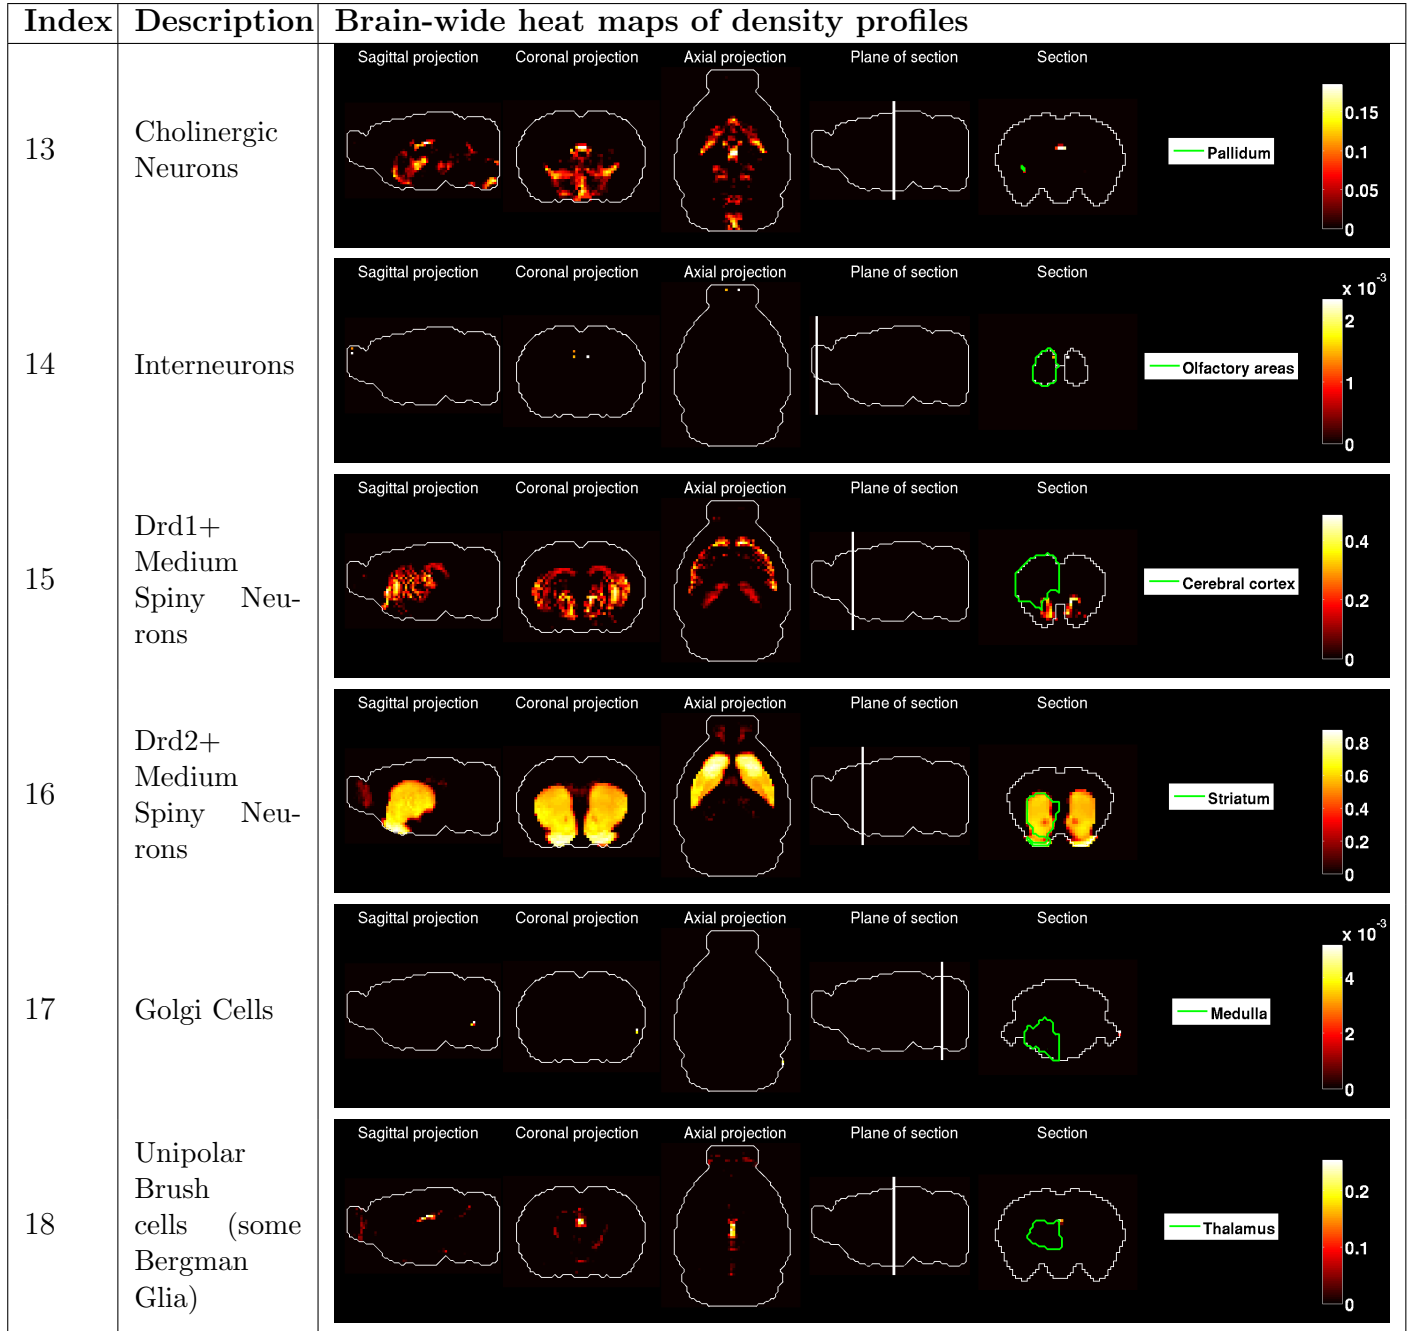 Index Description Brain-wide heat maps of density profiles
13
Cholinergic
Neurons
Sagittal projection Coronal projection Axial projection Plane of section Section
Pallidum
0.15
0.1
0.05
0
14
Interneurons
Sagittal projection Coronal projection Axial projection Plane of section Section
Olfactory areas
x 10-3
2
1
0
15
Drd1+
Medium
Spiny Neu-
rons
Sagittal projection Coronal projection Axial projection Plane of section Section
Cerebral cortex
0.4
0.2
0
16
Drd2+
Medium
Spiny Neu-
rons
Sagittal projection Coronal projection Axial projection Plane of section Section
Striatum
0.8
0.6
0.4
0.2
0
17
Golgi Cells
Sagittal projection Coronal projection Axial projection Plane of section Section
Medulla
x 10-3
4
2
0
18
Unipolar
Brush
cells (some
Bergman
Glia)
Sagittal projection Coronal projection Axial projection Plane of section Section
Thalamus
0.2
0.1
0